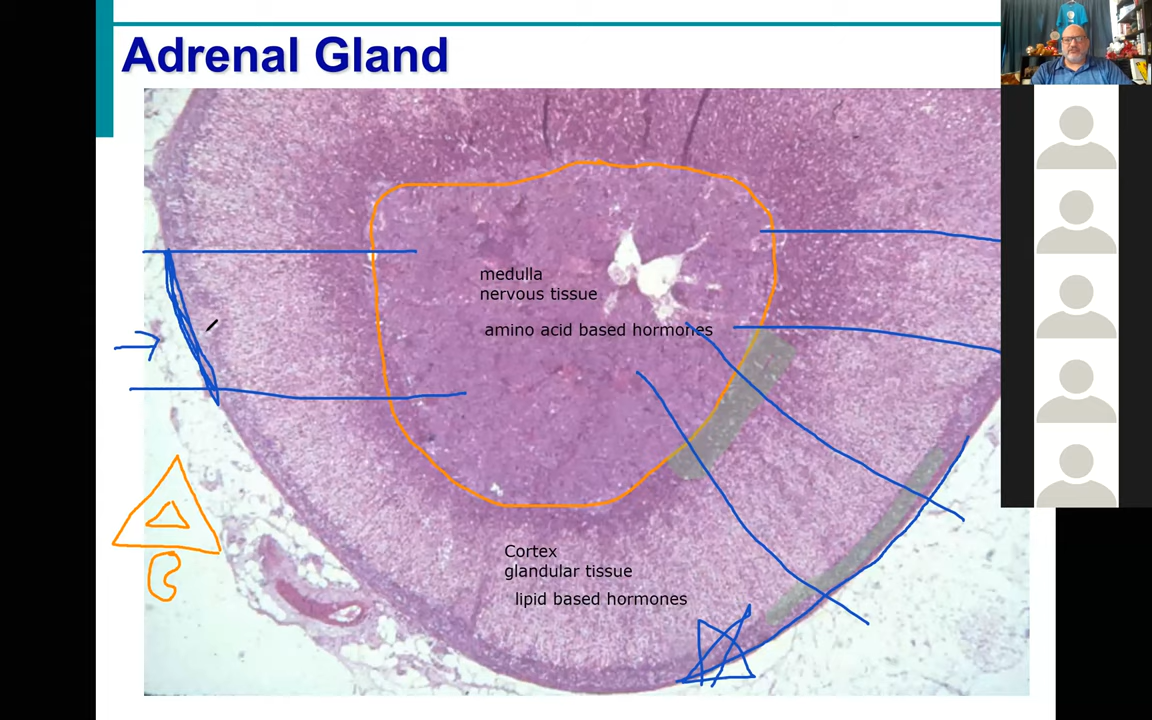 Adrenal Gland
medulla
nervous tissue
amino acid based hormones
Cortex
glandular tissue
lipid based hormones